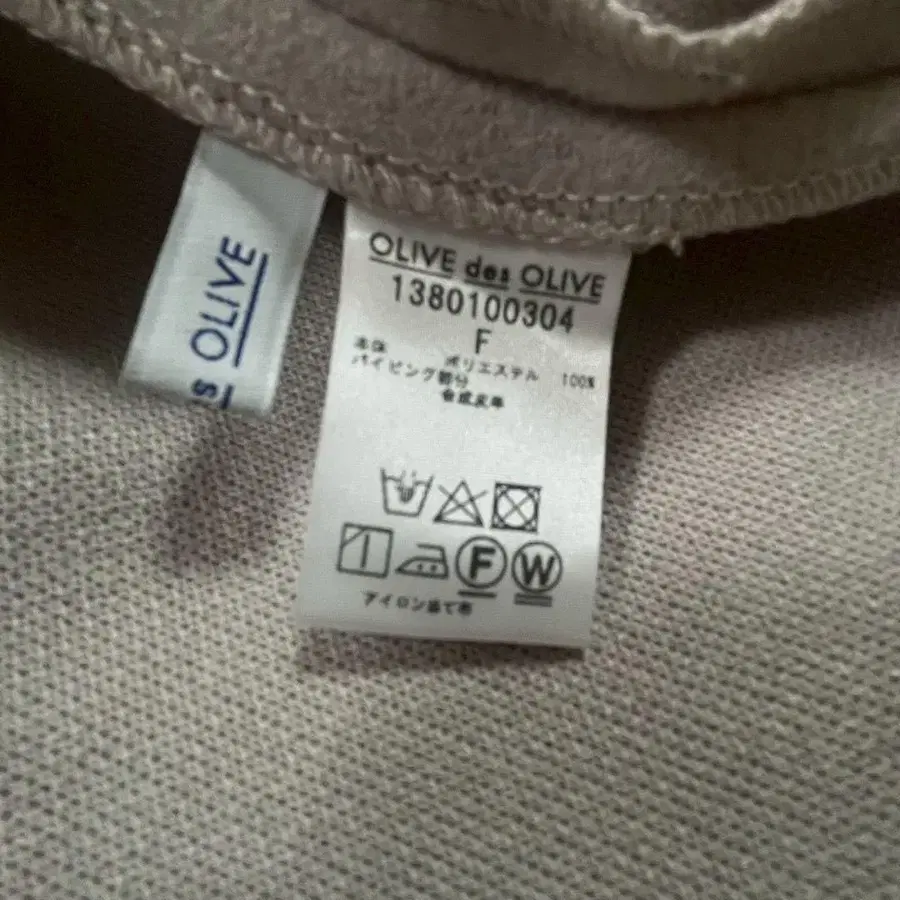 OLIVE des OLIVE
1380100304
F
本体 ポリエステル 100%
パイピング部分
合成皮革
F W
アイロン当て布
s OLIVE